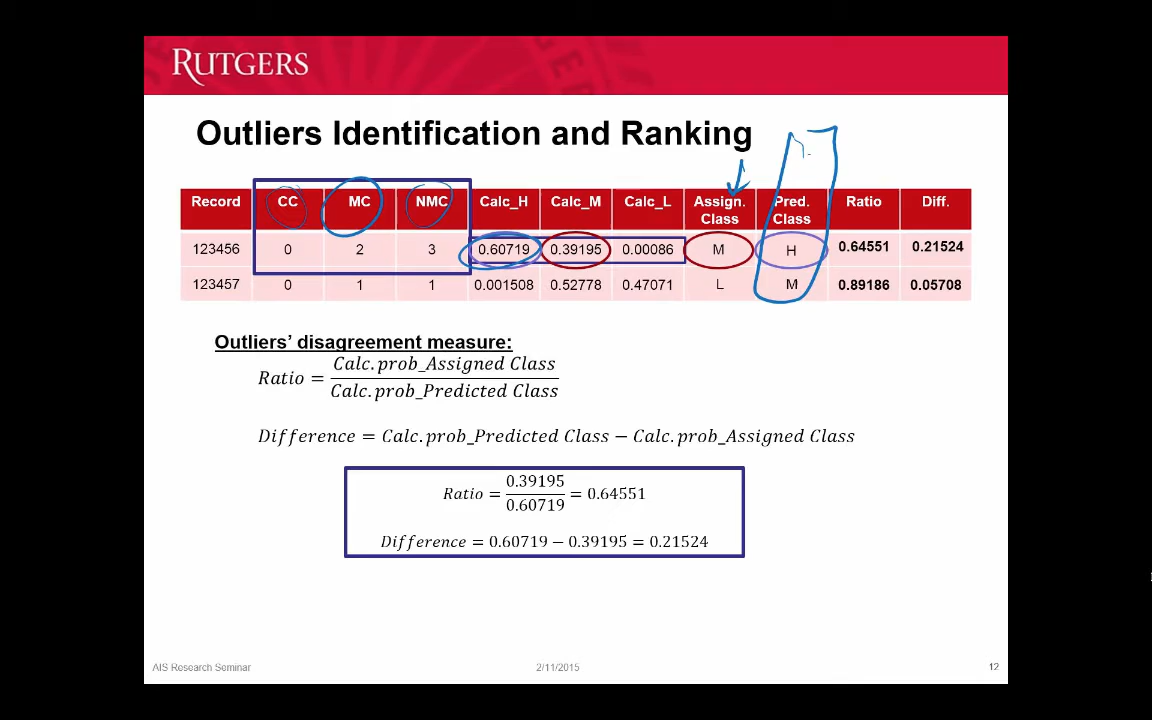 RUTGERS
Outliers Identification and Ranking
Record CC MC NMC Calc_H Calc_M Calc_L Assign. Class Pred. Class Ratio Diff.
123456 0 2 3 0.60719 0.39195 0.00086 M H 0.64551 0.21524
123457 0 1 1 0.001508 0.52778 0.47071 L M 0.89186 0.05708
Outliers’ disagreement measure:
Ratio = Calc.prob_Assigned Class / Calc.prob_Predicted Class
Difference = Calc.prob_Predicted Class − Calc.prob_Assigned Class
Ratio = 0.39195 / 0.60719 = 0.64551
Difference = 0.60719 − 0.39195 = 0.21524
AIS Research Seminar 2/11/2015 12